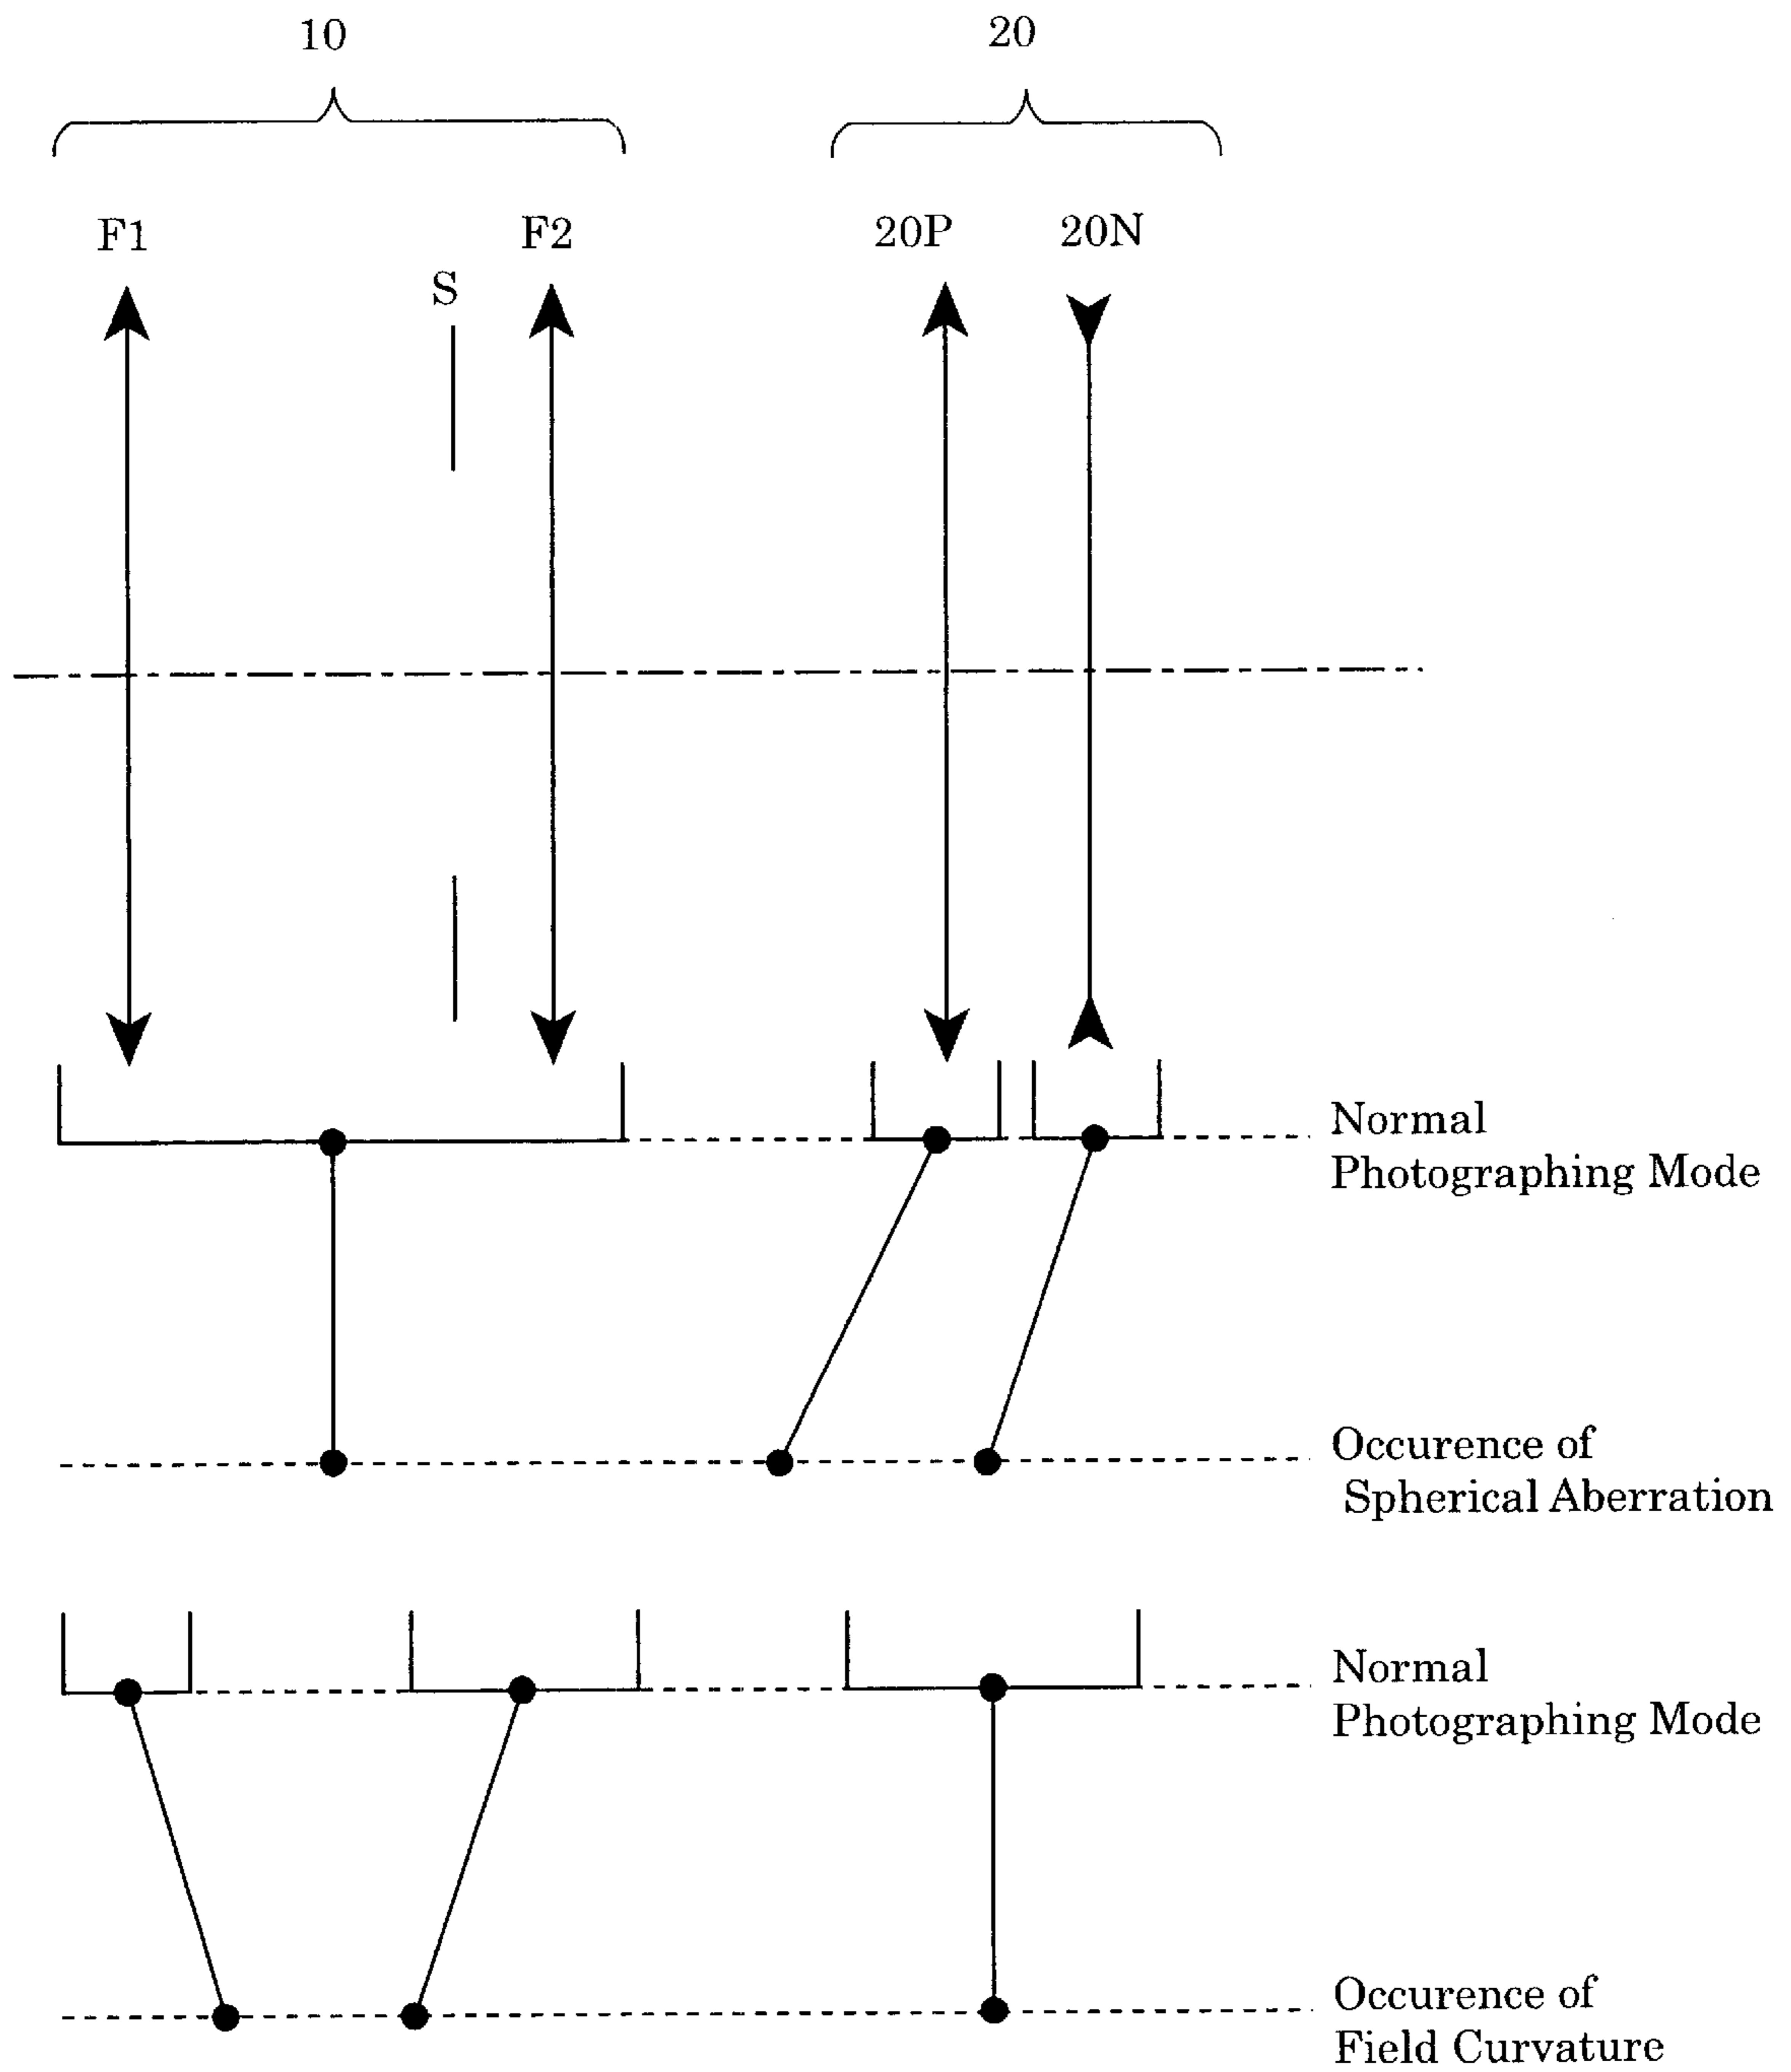 10
20
F1
S
F2
20P
20N
Normal
Photographing Mode
Occurence of
Spherical Aberration
Normal
Photographing Mode
Occurence of
Field Curvature